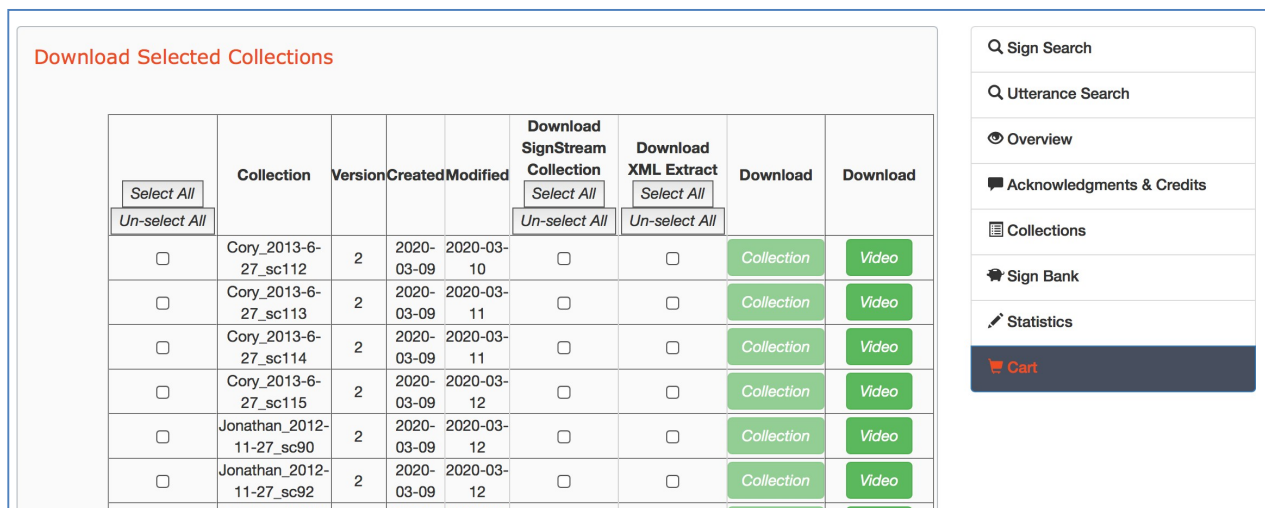 Download Selected Collections
Select All
Un-select All
Collection
Version
Created
Modified
Download
SignStream
Collection
Select All
Un-select All
Download
XML Extract
Select All
Un-select All
Download
Download
Cory_2013-6-
27_sc112
2
2020-
03-09
2020-03-
10
Collection
Video
Cory_2013-6-
27_sc113
2
2020-
03-09
2020-03-
11
Collection
Video
Cory_2013-6-
27_sc114
2
2020-
03-09
2020-03-
11
Collection
Video
Cory_2013-6-
27_sc115
2
2020-
03-09
2020-03-
12
Collection
Video
Jonathan_2012-
11-27_sc90
2
2020-
03-09
2020-03-
12
Collection
Video
Jonathan_2012-
11-27_sc92
2
2020-
03-09
2020-03-
12
Collection
Video
Sign Search
Utterance Search
Overview
Acknowledgments & Credits
Collections
Sign Bank
Statistics
Cart